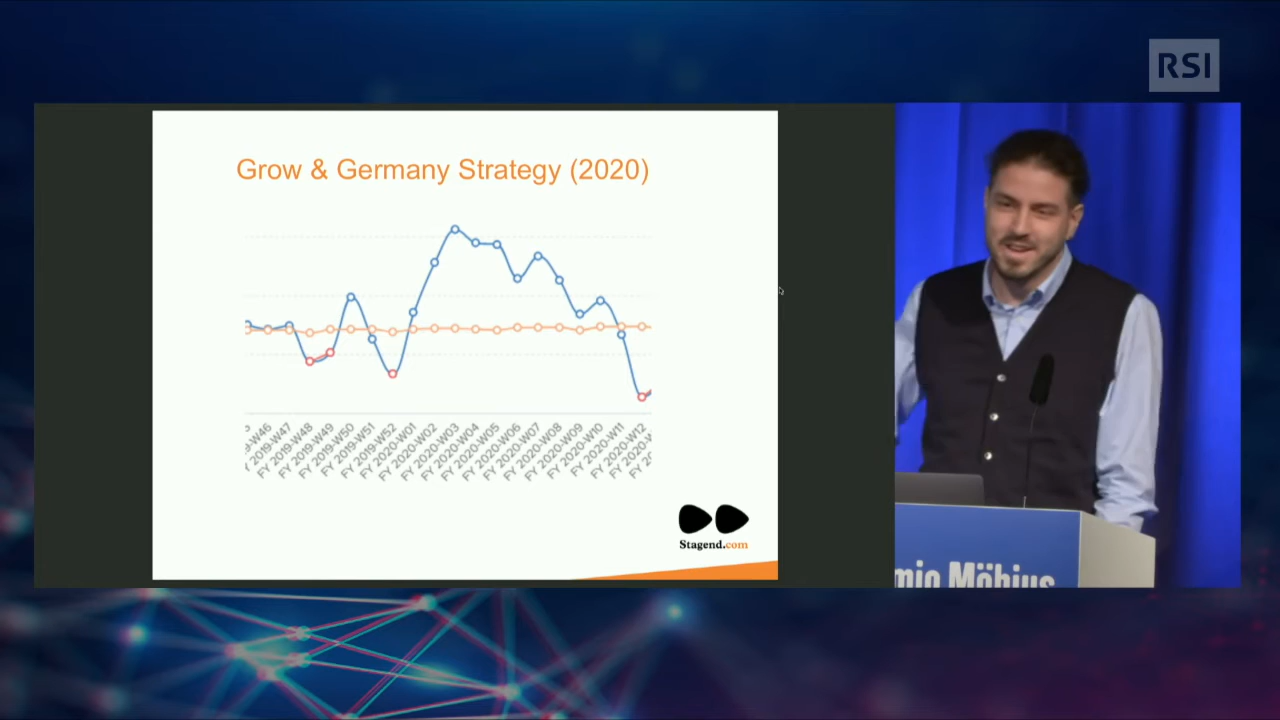 RSI
Grow & Germany Strategy (2020)
W46
FY 2019-W47
FY 2019-W48
FY 2019-W49
FY 2019-W50
FY 2019-W51
FY 2019-W52
FY 2020-W01
FY 2020-W02
FY 2020-W03
FY 2020-W04
FY 2020-W05
FY 2020-W06
FY 2020-W07
FY 2020-W08
FY 2020-W09
FY 2020-W10
FY 2020-W11
FY 2020-W12
Stagend.com
Möbius